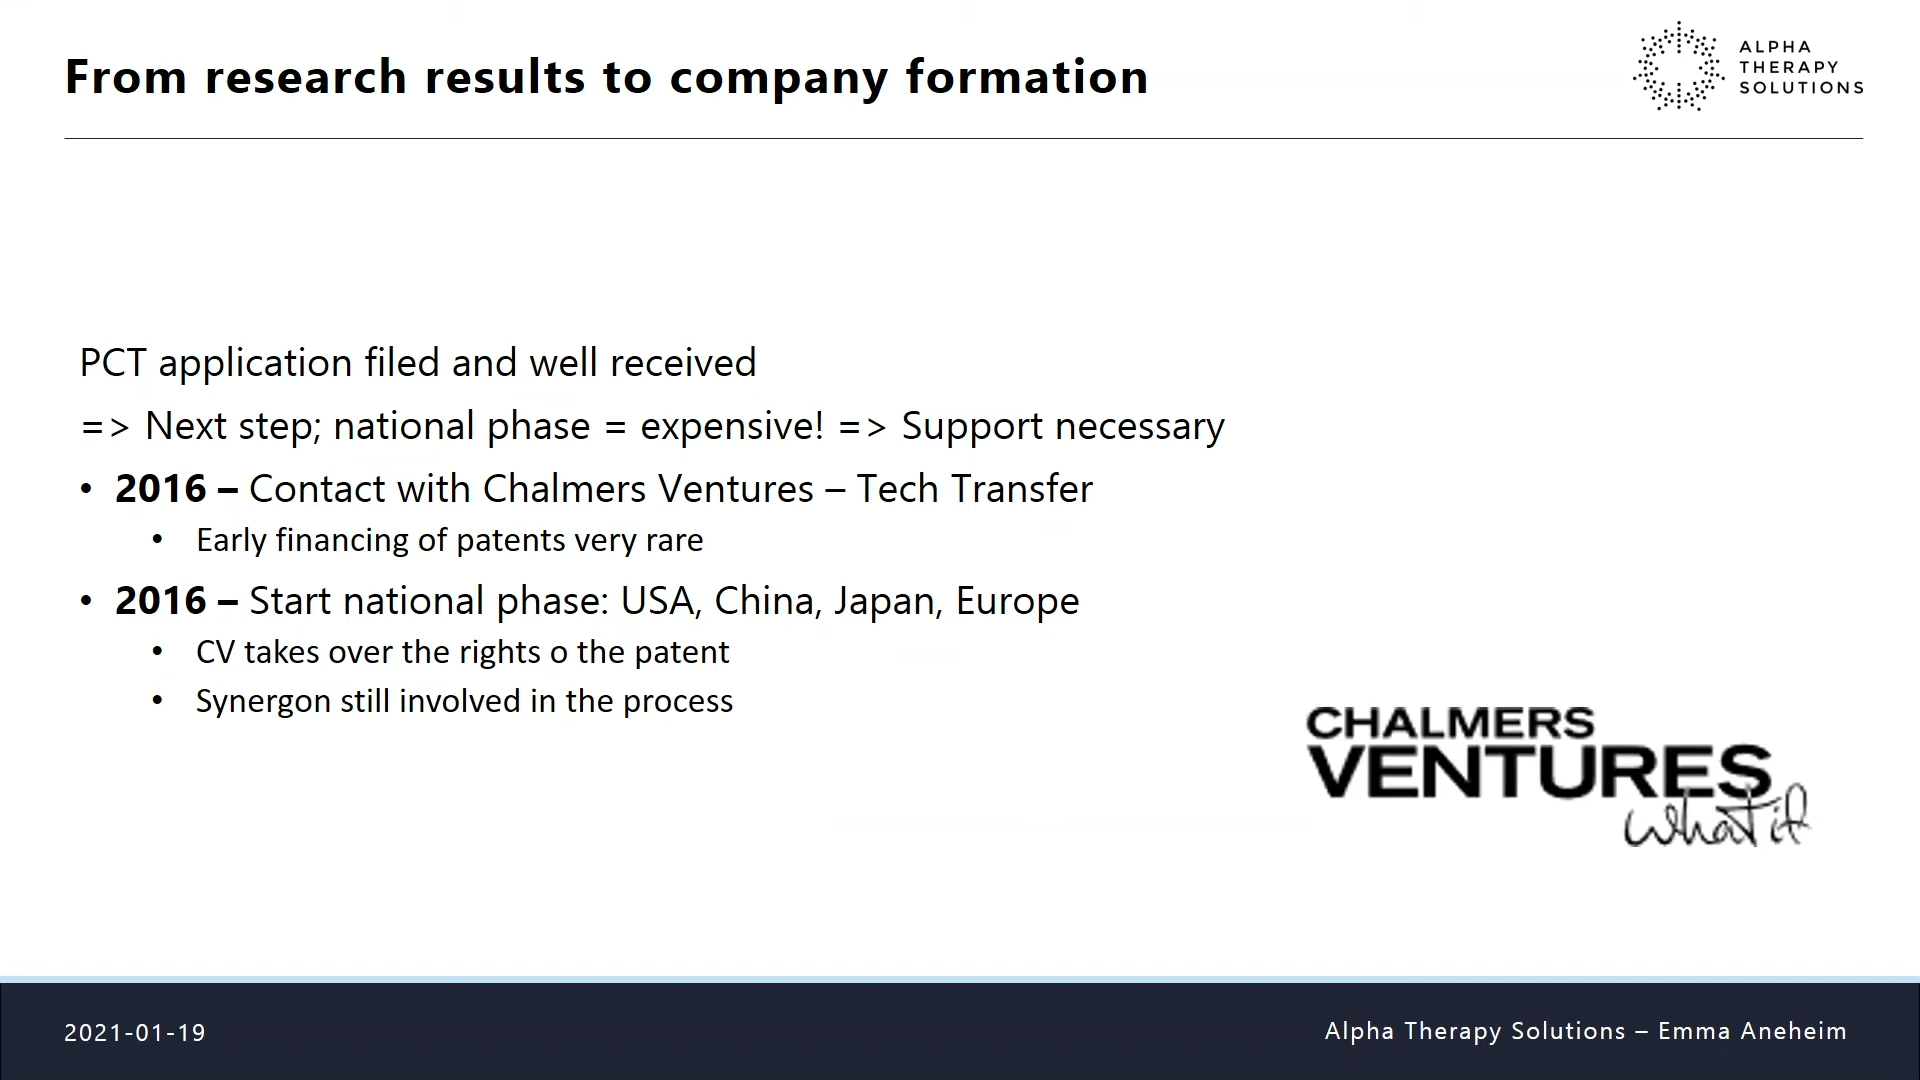 From research results to company formation
ALPHA
THERAPY
SOLUTIONS
PCT application filed and well received
=> Next step; national phase = expensive! => Support necessary
• 2016 – Contact with Chalmers Ventures – Tech Transfer
• Early financing of patents very rare
• 2016 – Start national phase: USA, China, Japan, Europe
• CV takes over the rights o the patent
• Synergon still involved in the process
CHALMERS
VENTURES
what if
2021-01-19
Alpha Therapy Solutions – Emma Aneheim